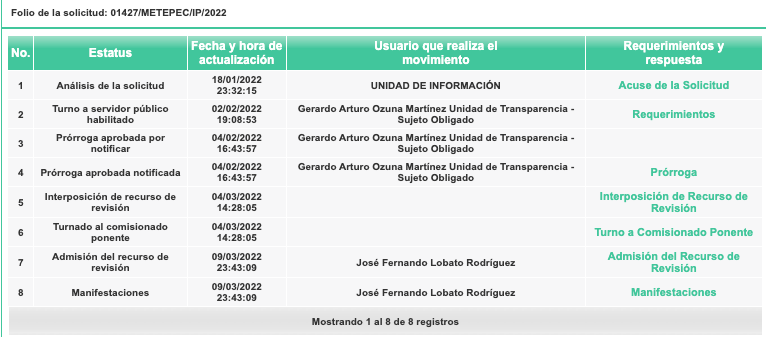 Folio de la solicitud: 01427/METEPEC/IP/2022
No. Estatus Fecha y hora de actualización Usuario que realiza el movimiento Requerimientos y respuesta
1 Análisis de la solicitud 18/01/2022 23:32:15 UNIDAD DE INFORMACIÓN Acuse de la Solicitud
2 Turno a servidor público habilitado 02/02/2022 19:08:53 Gerardo Arturo Ozuna Martínez Unidad de Transparencia - Sujeto Obligado Requerimientos
3 Prórroga aprobada por notificar 04/02/2022 16:43:57 Gerardo Arturo Ozuna Martínez Unidad de Transparencia - Sujeto Obligado
4 Prórroga aprobada notificada 04/02/2022 16:43:57 Gerardo Arturo Ozuna Martínez Unidad de Transparencia - Sujeto Obligado Prórroga
5 Interposición de recurso de revisión 04/03/2022 14:28:05 Interposición de Recurso de Revisión
6 Turnado al comisionado ponente 04/03/2022 14:28:05 Turno a Comisionado Ponente
7 Admisión del recurso de revisión 09/03/2022 23:43:09 José Fernando Lobato Rodríguez Admisión del Recurso de Revisión
8 Manifestaciones 09/03/2022 23:43:09 José Fernando Lobato Rodríguez Manifestaciones
Mostrando 1 al 8 de 8 registros